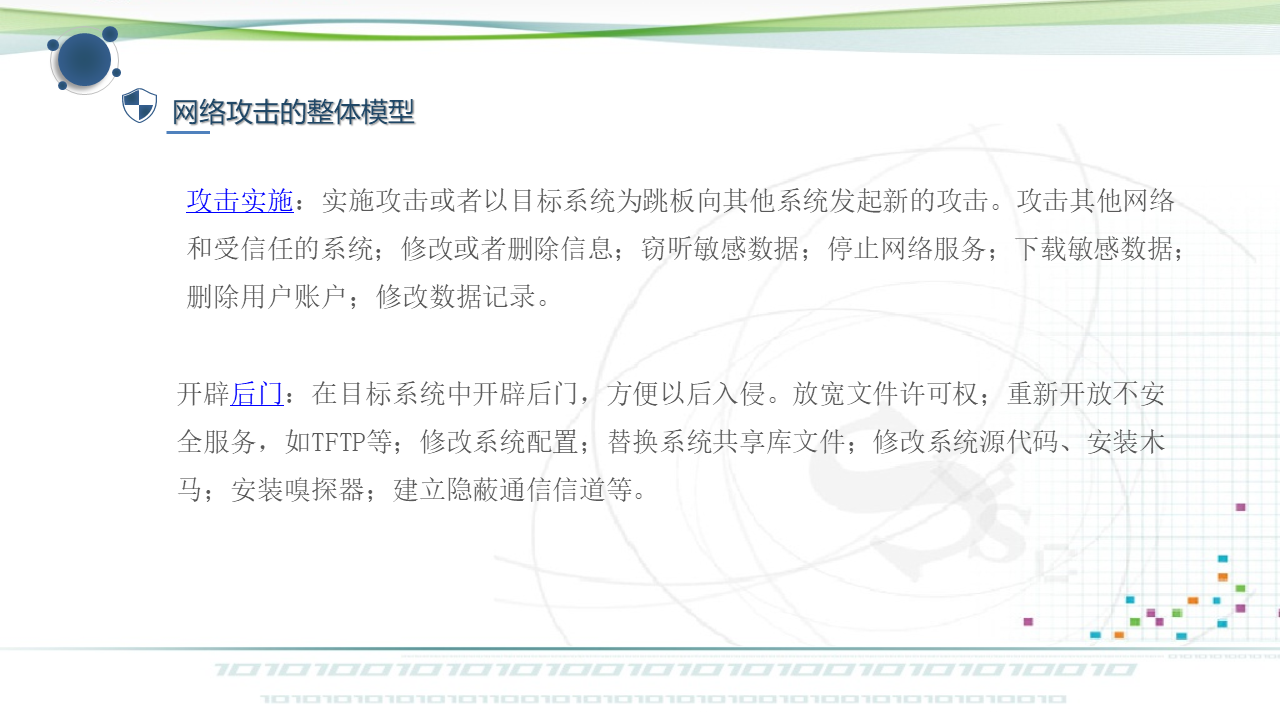 网络攻击的整体模型
攻击实施：实施攻击或者以目标系统为跳板向其他系统发起新的攻击。攻击其他网络
和受信任的系统；修改或者删除信息；窃听敏感数据；停止网络服务；下载敏感数据；
删除用户账户；修改数据记录。
开辟后门：在目标系统中开辟后门，方便以后入侵。放宽文件许可权；重新开放不安
全服务，如TFTP等；修改系统配置；替换系统共享库文件；修改系统源代码、安装木
马；安装嗅探器；建立隐蔽通信信道等。